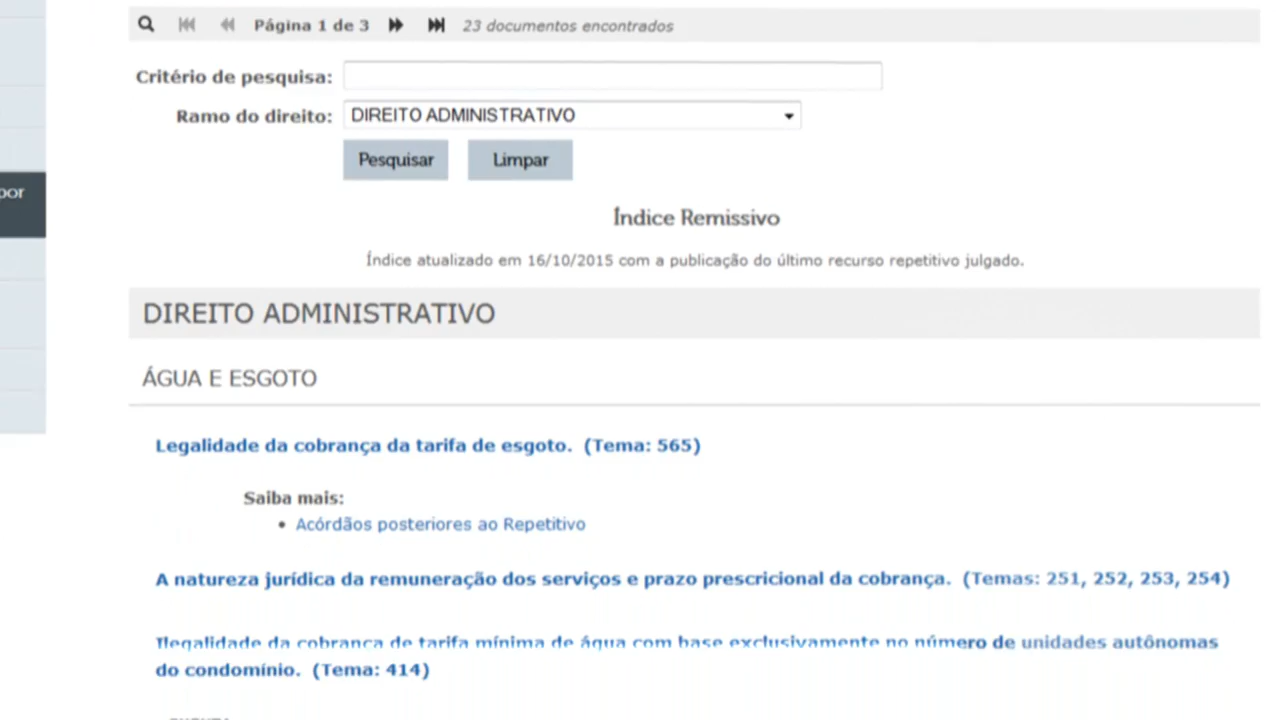 Página 1 de 3 23 documentos encontrados
Critério de pesquisa:
Ramo do direito: DIREITO ADMINISTRATIVO
Pesquisar Limpar
por
Índice Remissivo
Índice atualizado em 16/10/2015 com a publicação do último recurso repetitivo julgado.
DIREITO ADMINISTRATIVO
ÁGUA E ESGOTO
Legalidade da cobrança da tarifa de esgoto. (Tema: 565)
Saiba mais:
• Acórdãos posteriores ao Repetitivo
A natureza jurídica da remuneração dos serviços e prazo prescricional da cobrança. (Temas: 251, 252, 253, 254)
Ilegalidade da cobrança de tarifa mínima de água com base exclusivamente no número de unidades autônomas
do condomínio. (Tema: 414)